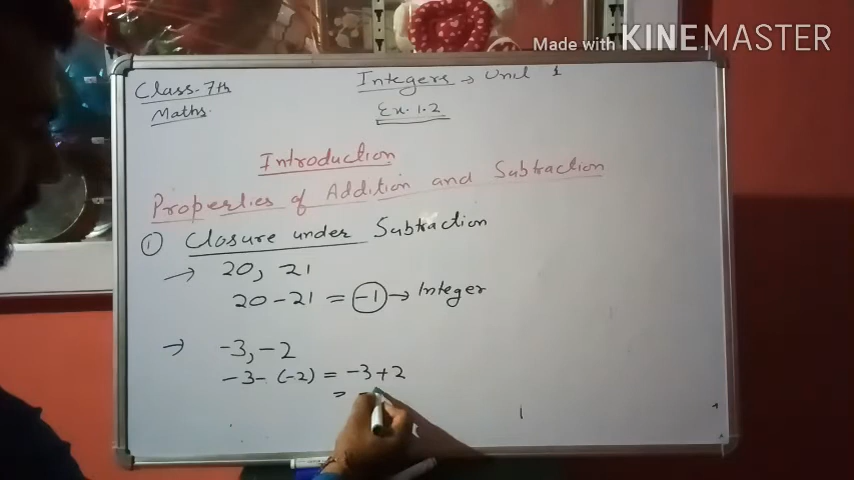 Made with KINEMASTER
Class-7th
Maths.
Integers → Unit 1
Ex. 1.2
Introduction
Properties of Addition and Subtraction
① Closure under Subtraction
→ 20, 21
20 - 21 = -1 → Integer
→ -3, -2
-3 - (-2) = -3 + 2
= -